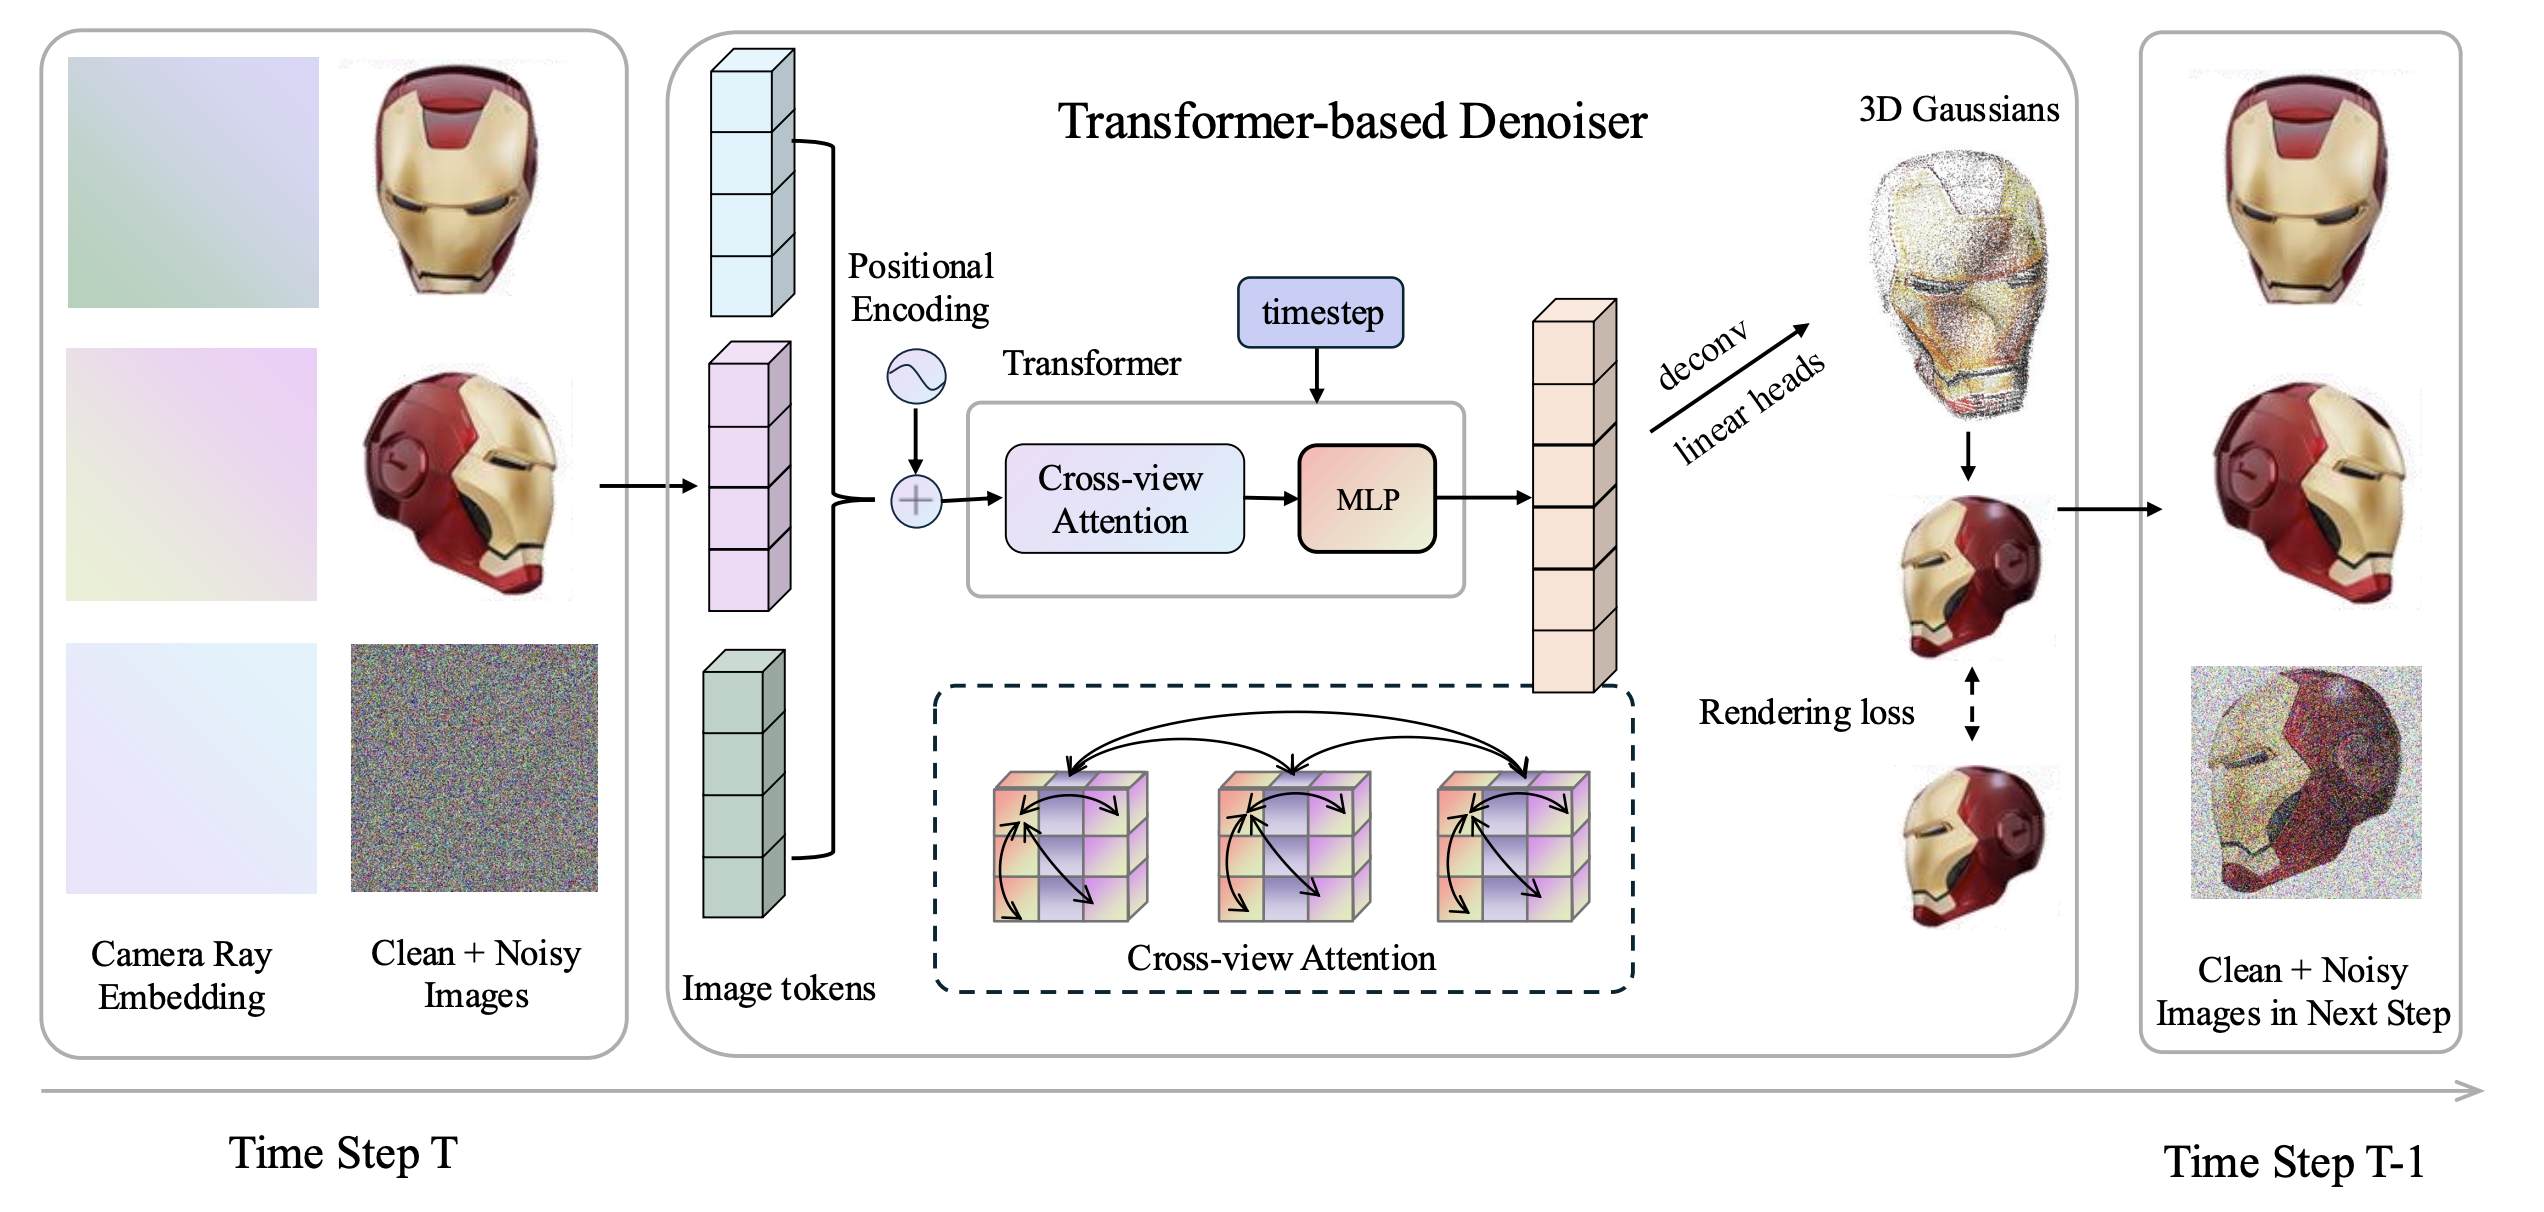 Transformer-based Denoiser
3D Gaussians
Positional
Encoding
timestep
Transformer
deconv
linear heads
Cross-view
Attention
MLP
Rendering loss
Cross-view Attention
Camera Ray
Embedding
Clean + Noisy
Images
Image tokens
Clean + Noisy
Images in Next Step
Time Step T
Time Step T-1